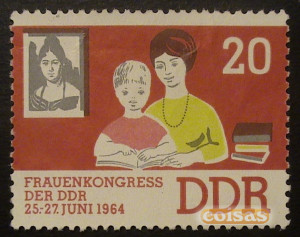 20
FRAUENKONGRESS
DER DDR
25.-27. JUNI 1964
DDR
coisas